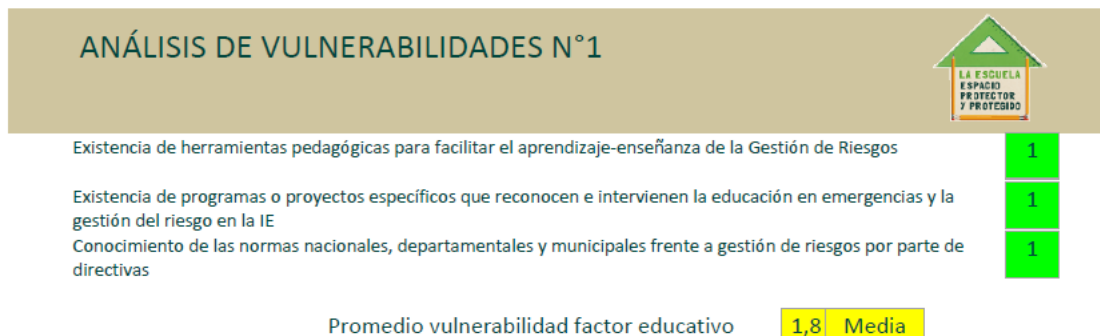 ANÁLISIS DE VULNERABILIDADES N°1
LA ESCUELA
ESPACIO
PROTECTOR
Y PROTEGIDO
Existencia de herramientas pedagógicas para facilitar el aprendizaje-enseñanza de la Gestión de Riesgos 1
Existencia de programas o proyectos específicos que reconocen e intervienen la educación en emergencias y la 1
gestión del riesgo en la IE
Conocimiento de las normas nacionales, departamentales y municipales frente a gestión de riesgos por parte de 1
directivas
Promedio vulnerabilidad factor educativo 1,8 Media